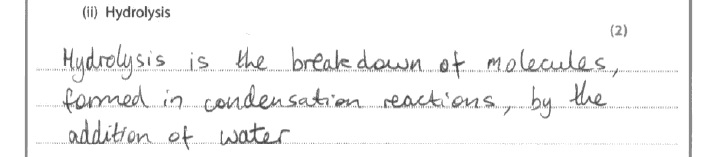 (ii) Hydrolysis
(2)
Hydrolysis is the breakdown of molecules,
formed in condensation reactions, by the
addition of water